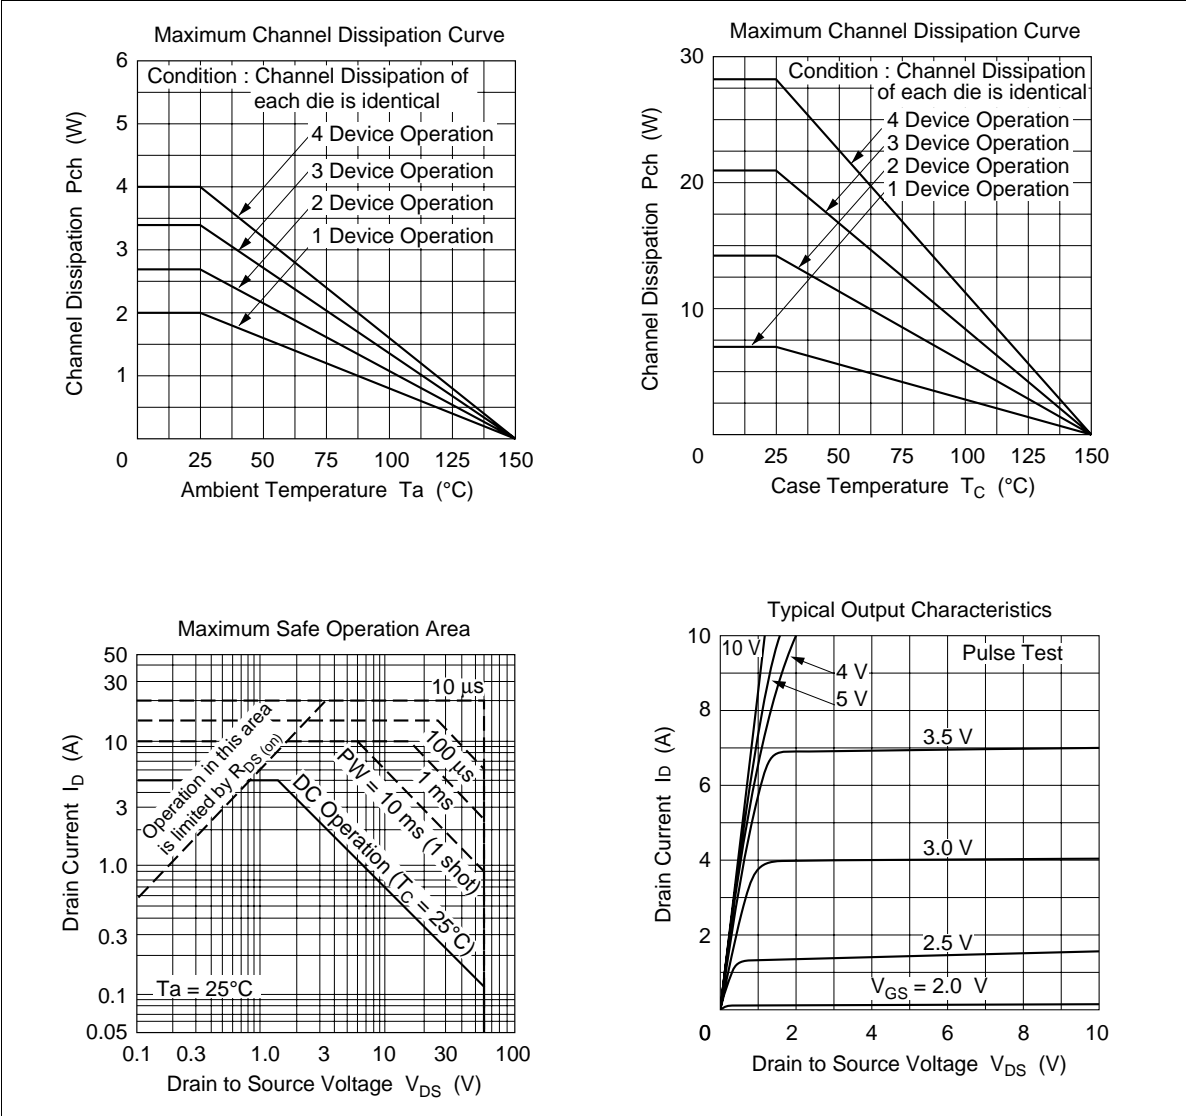 Maximum Channel Dissipation Curve
6
5
4
3
2
1
0
25
50
75
100
125
150
Channel Dissipation Pch (W)
Ambient Temperature Ta (°C)
Condition : Channel Dissipation of
each die is identical
4 Device Operation
3 Device Operation
2 Device Operation
1 Device Operation
Maximum Channel Dissipation Curve
30
20
10
0
25
50
75
100
125
150
Channel Dissipation Pch (W)
Case Temperature TC (°C)
Condition : Channel Dissipation
of each die is identical
4 Device Operation
3 Device Operation
2 Device Operation
1 Device Operation
Maximum Safe Operation Area
50
30
10
3
1.0
0.3
0.1
0.05
0.1
0.3
1.0
3
10
30
100
Drain Current ID (A)
Drain to Source Voltage VDS (V)
Operation in this area
is limited by RDS (on)
10 µs
100 µs
1 ms
PW = 10 ms (1 shot)
DC Operation (TC = 25°C)
Ta = 25°C
Typical Output Characteristics
10
8
6
4
2
0
0
2
4
6
8
10
Drain Current ID (A)
Drain to Source Voltage VDS (V)
10 V
Pulse Test
4 V
5 V
3.5 V
3.0 V
2.5 V
VGS = 2.0 V